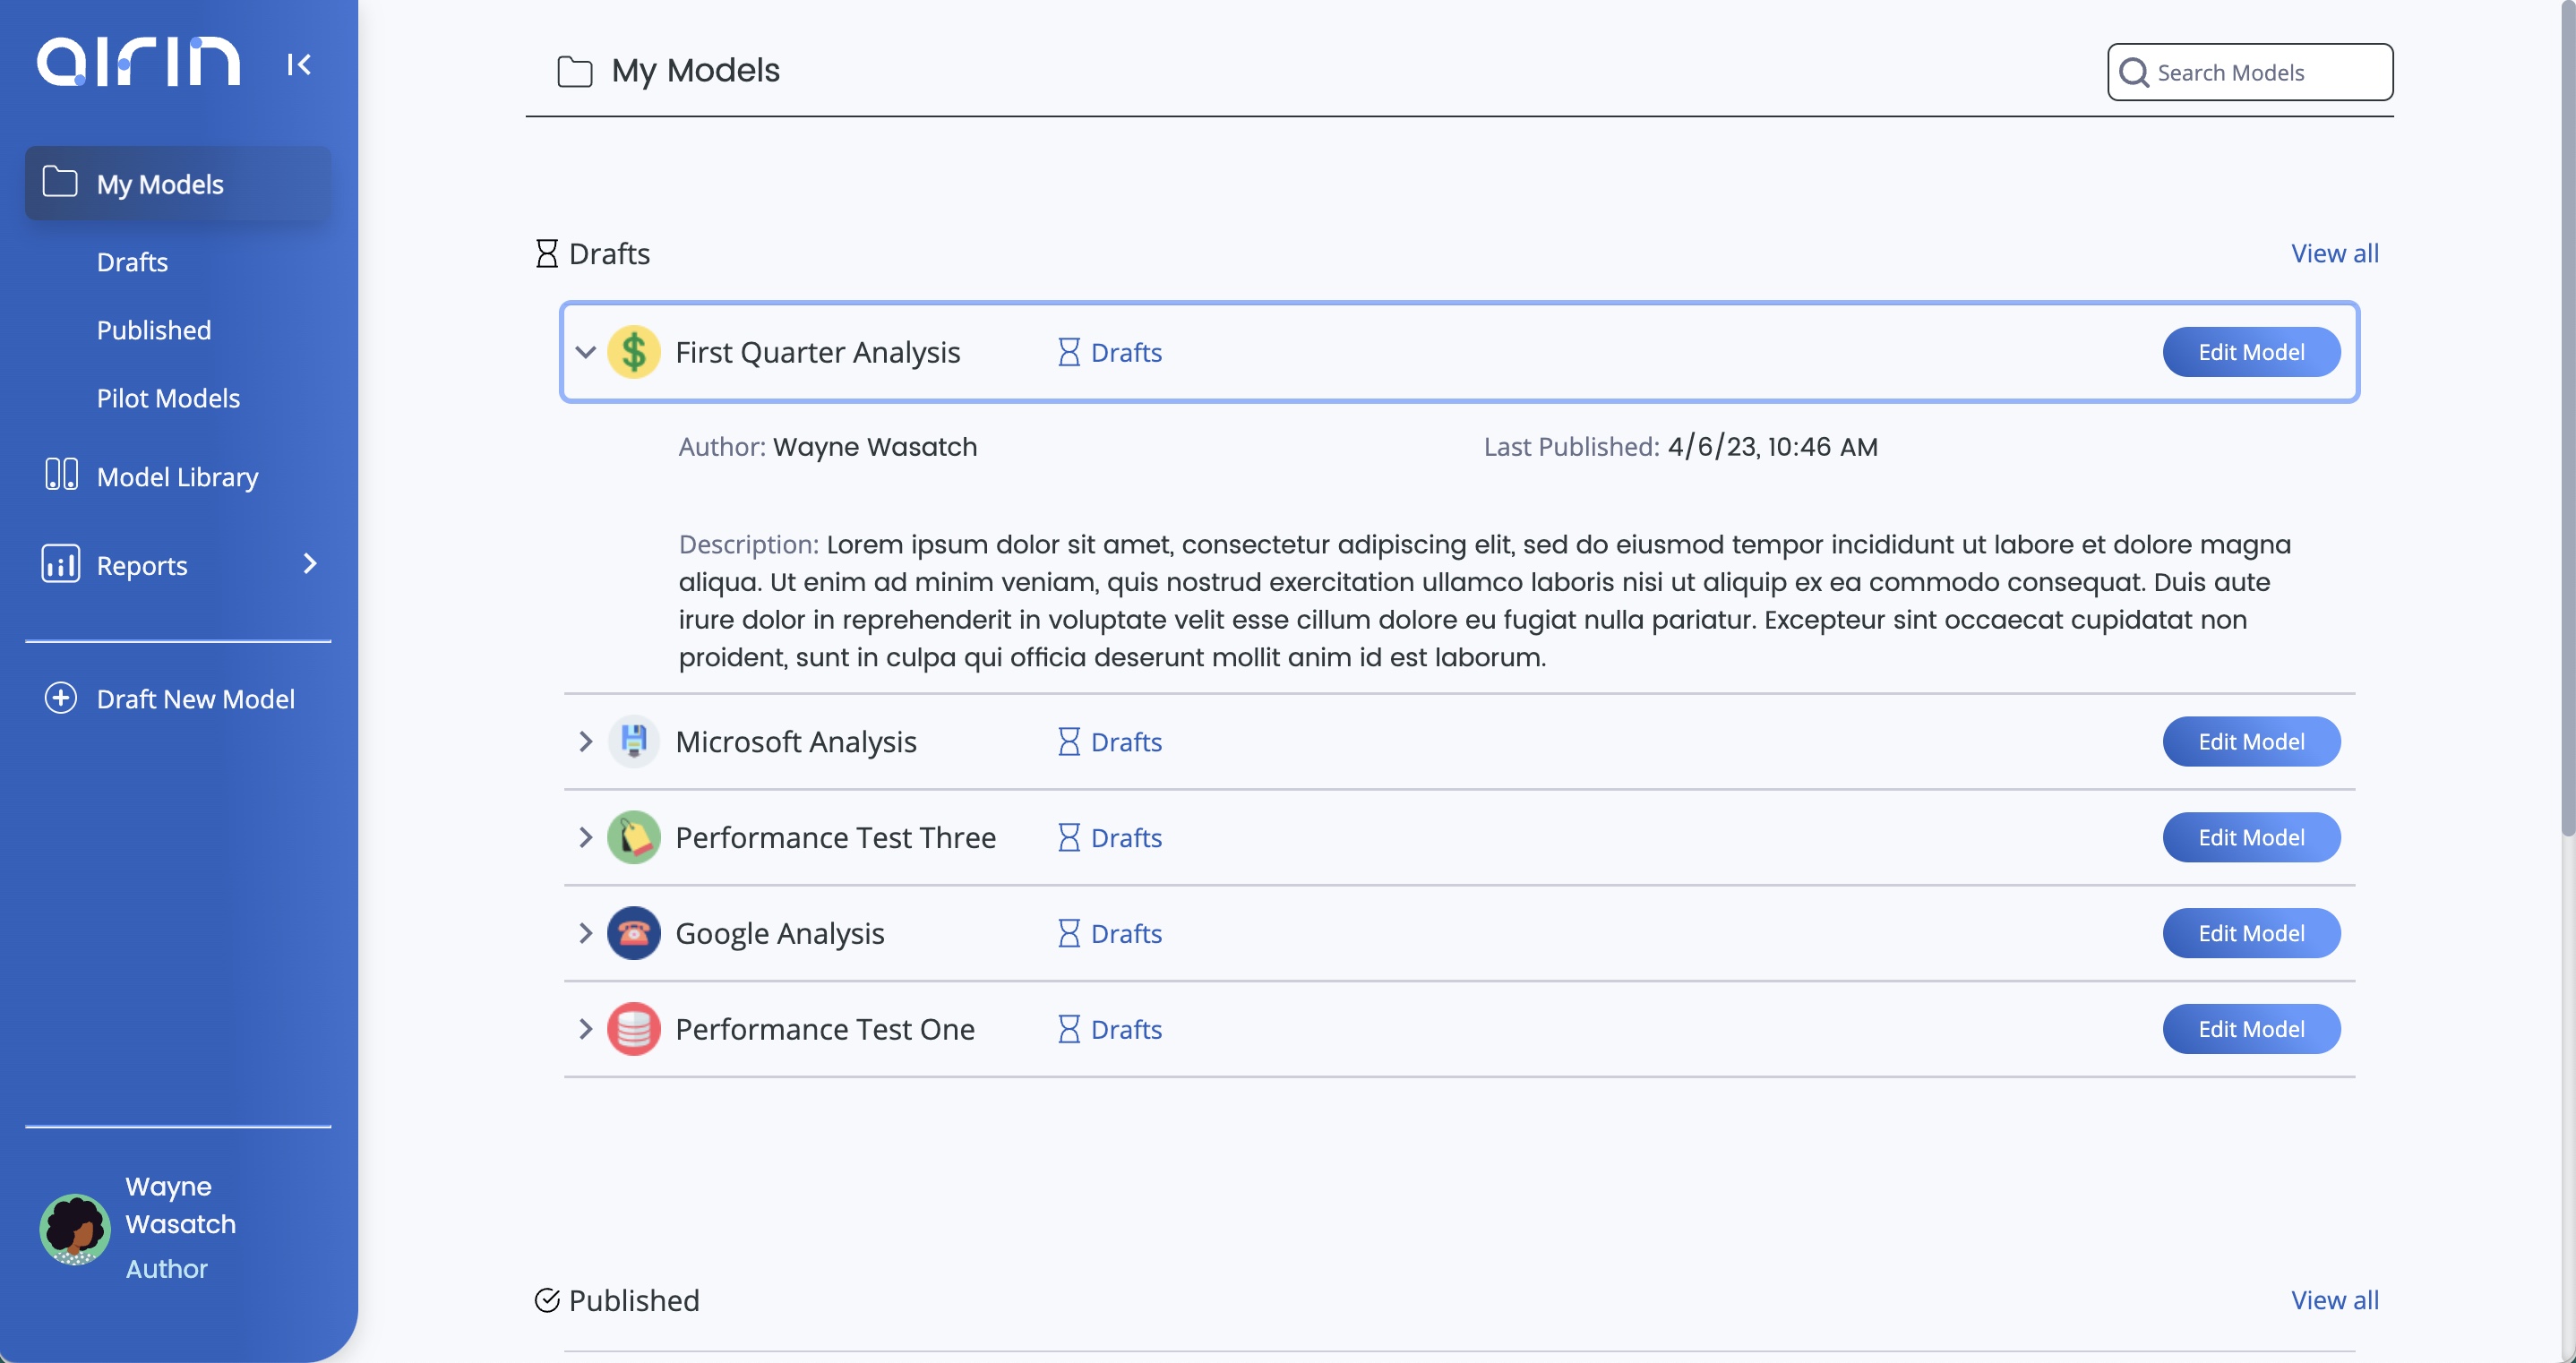 airin
My Models
Drafts
Published
Pilot Models
Model Library
Reports
Draft New Model
Wayne
Wasatch
Author
My Models
Search Models
Drafts
View all
First Quarter Analysis
Drafts
Edit Model
Author: Wayne Wasatch
Last Published: 4/6/23, 10:46 AM
Description: Lorem ipsum dolor sit amet, consectetur adipiscing elit, sed do eiusmod tempor incididunt ut labore et dolore magna
aliqua. Ut enim ad minim veniam, quis nostrud exercitation ullamco laboris nisi ut aliquip ex ea commodo consequat. Duis aute
irure dolor in reprehenderit in voluptate velit esse cillum dolore eu fugiat nulla pariatur. Excepteur sint occaecat cupidatat non
proident, sunt in culpa qui officia deserunt mollit anim id est laborum.
Microsoft Analysis
Drafts
Edit Model
Performance Test Three
Drafts
Edit Model
Google Analysis
Drafts
Edit Model
Performance Test One
Drafts
Edit Model
Published
View all